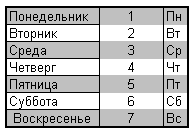 Понедельник 1 Пн
Вторник 2 Вт
Среда 3 Ср
Четверг 4 Чт
Пятница 5 Пт
Суббота 6 Сб
Воскресенье 7 Вс